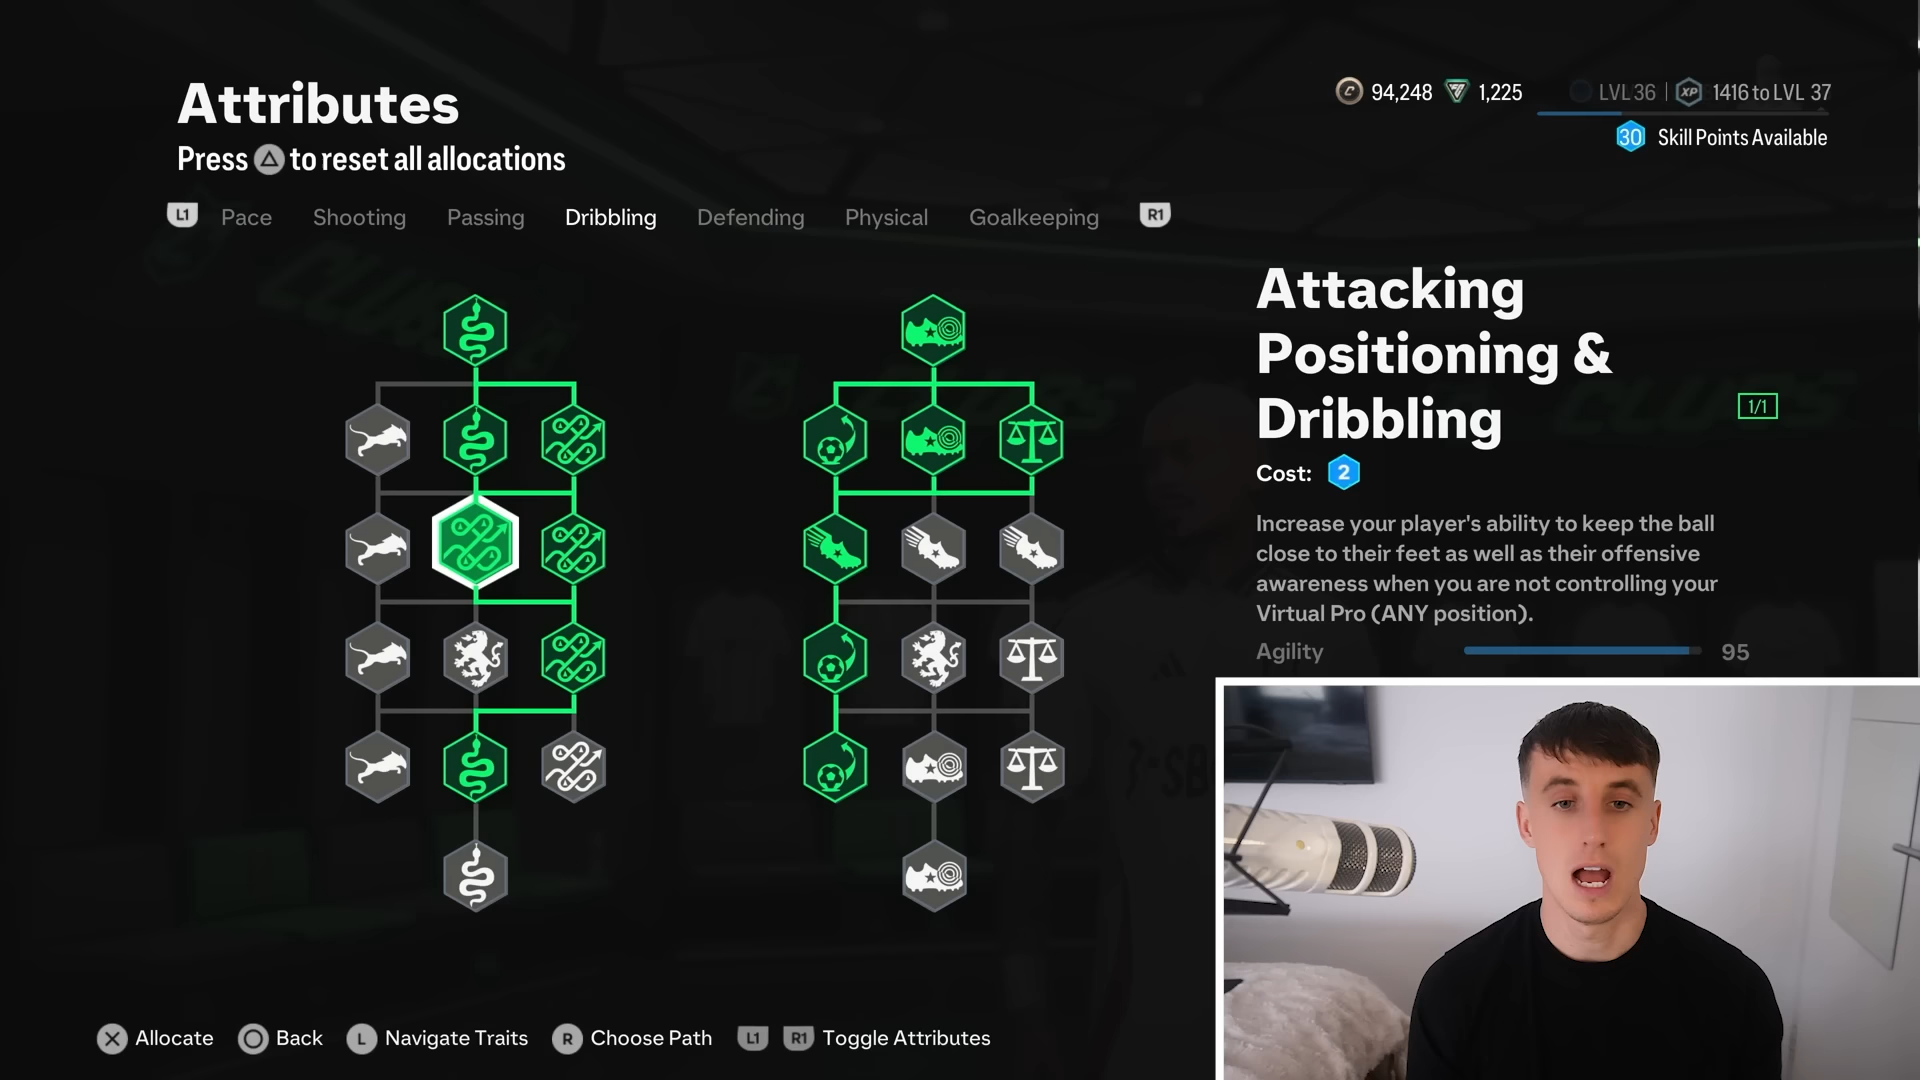 Attributes
Press △ to reset all allocations
94,248 1,225 LVL 36 | XP 1416 to LVL 37
30 Skill Points Available
L1 Pace Shooting Passing Dribbling Defending Physical Goalkeeping R1
Attacking
Positioning &
Dribbling
1/1
Cost: 2
Increase your player's ability to keep the ball
close to their feet as well as their offensive
awareness when you are not controlling your
Virtual Pro (ANY position).
Agility 95
X Allocate O Back L Navigate Traits R Choose Path L1 R1 Toggle Attributes